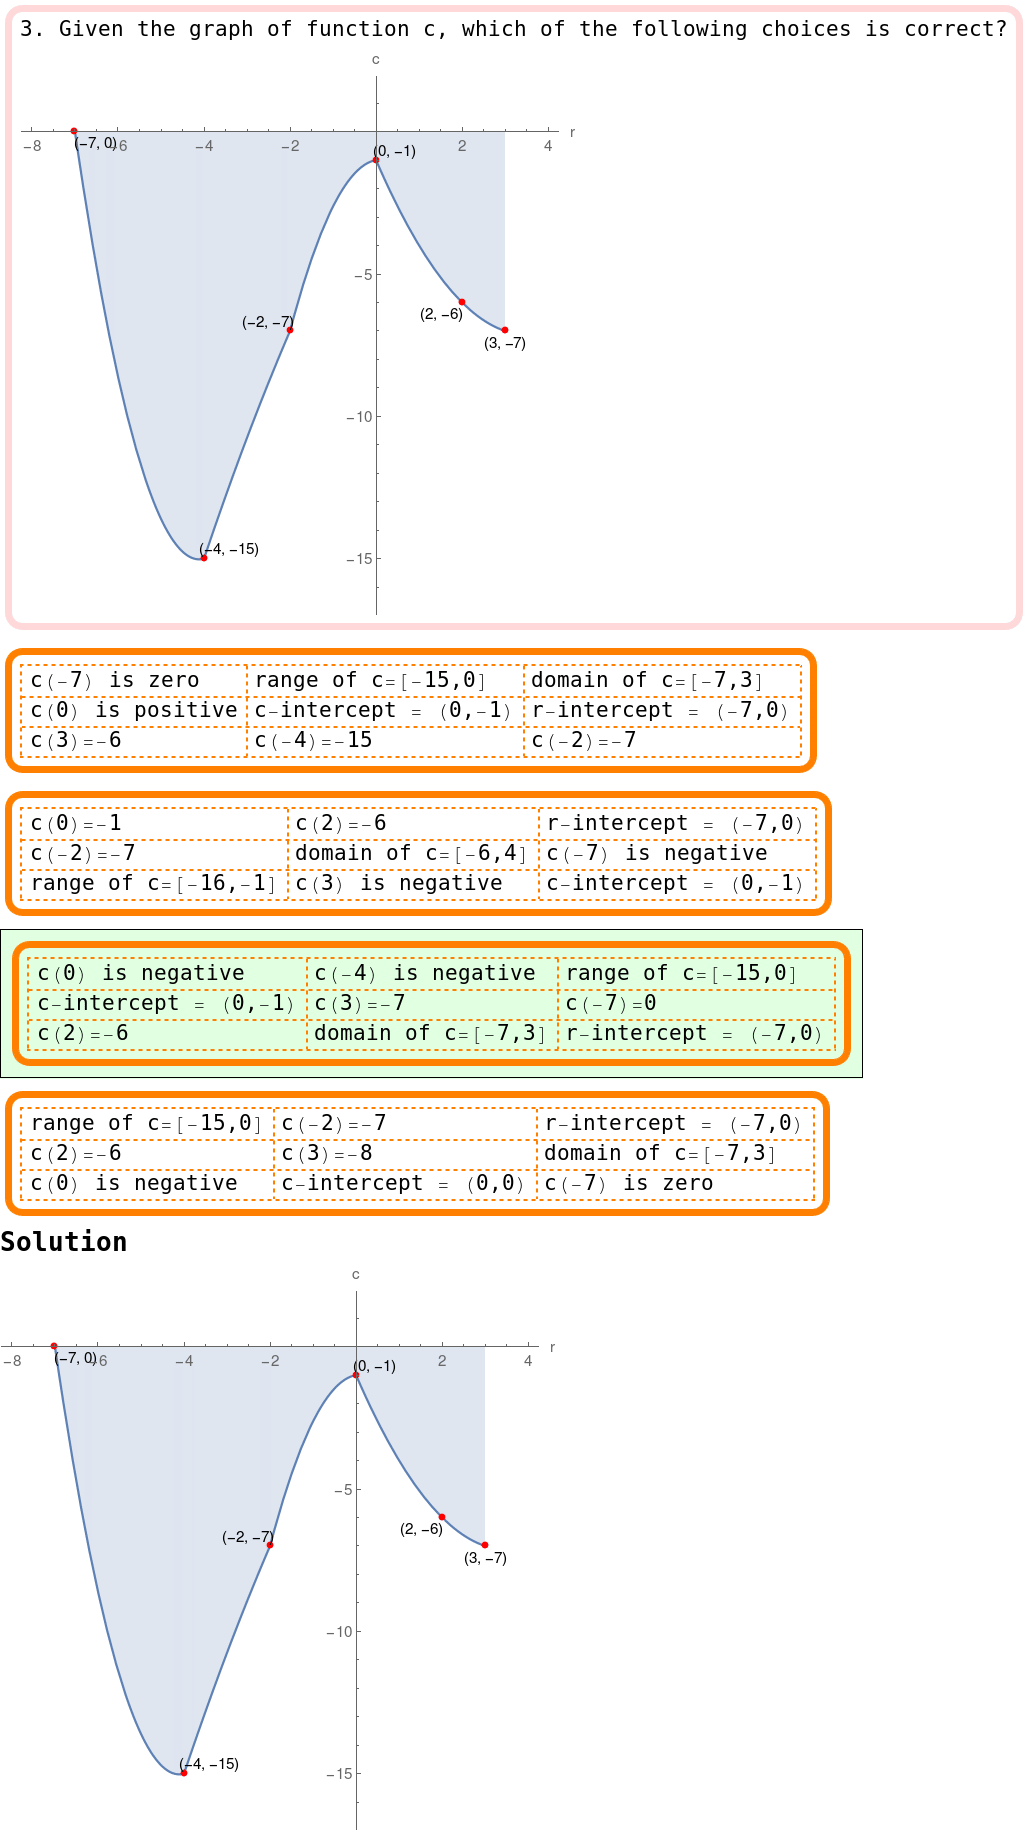 3. Given the graph of function c, which of the following choices is correct?
c
r
(−7, 0)
(0, −1)
−8 −6 −4 −2 2 4
−5
(−2, −7)
(2, −6)
(3, −7)
−10
(−4, −15)
−15
c(−7) is zero range of c=[−15,0] domain of c=[−7,3]
c(0) is positive c-intercept = (0,−1) r-intercept = (−7,0)
c(3)=−6 c(−4)=−15 c(−2)=−7
c(0)=−1 c(2)=−6 r-intercept = (−7,0)
c(−2)=−7 domain of c=[−6,4] c(−7) is negative
range of c=[−16,−1] c(3) is negative c-intercept = (0,−1)
c(0) is negative c(−4) is negative range of c=[−15,0]
c-intercept = (0,−1) c(3)=−7 c(−7)=0
c(2)=−6 domain of c=[−7,3] r-intercept = (−7,0)
range of c=[−15,0] c(−2)=−7 r-intercept = (−7,0)
c(2)=−6 c(3)=−8 domain of c=[−7,3]
c(0) is negative c-intercept = (0,0) c(−7) is zero
Solution
c
r
(−7, 0)
(0, −1)
−8 −6 −4 −2 2 4
−5
(−2, −7)
(2, −6)
(3, −7)
−10
(−4, −15)
−15